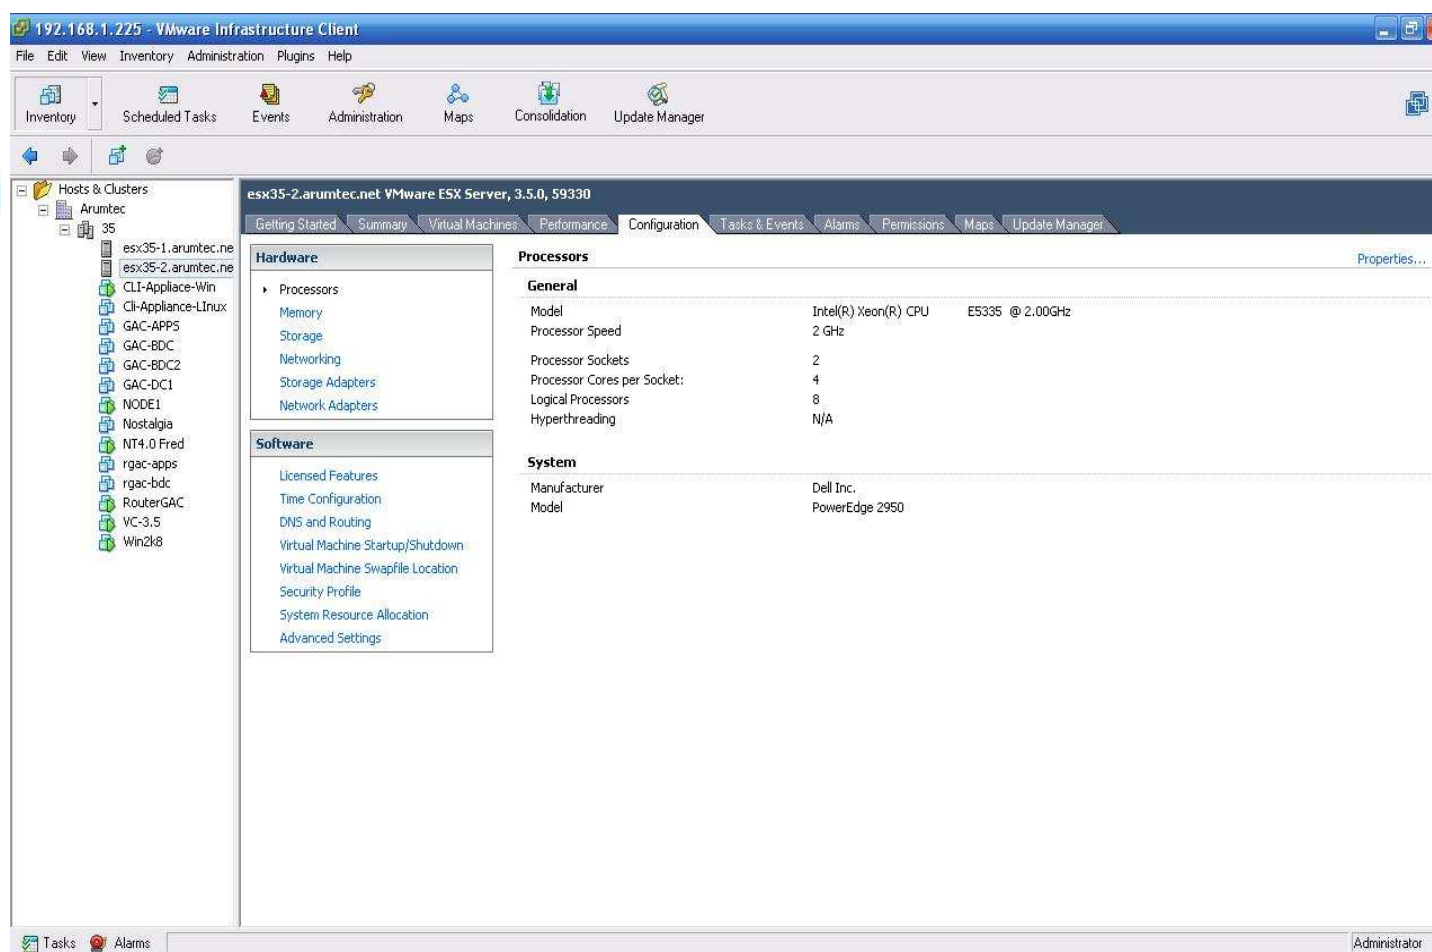 192.168.1.225 - VMware Infrastructure Client
File Edit View Inventory Administration Plugins Help
Inventory Scheduled Tasks Events Administration Maps Consolidation Update Manager
Hosts & Clusters
Arumtec
35
esx35-1.arumtec.ne
esx35-2.arumtec.ne
CLI-Appliace-Win
Cli-Appliance-LInux
GAC-APPS
GAC-BDC
GAC-BDC2
GAC-DC1
NODE1
Nostalgia
NT4.0 Fred
rgac-apps
rgac-bdc
RouterGAC
VC-3.5
Win2k8
esx35-2.arumtec.net VMware ESX Server, 3.5.0, 59330
Getting Started Summary Virtual Machines Performance Configuration Tasks & Events Alarms Permissions Maps Update Manager
Hardware
Processors
Memory
Storage
Networking
Storage Adapters
Network Adapters
Software
Licensed Features
Time Configuration
DNS and Routing
Virtual Machine Startup/Shutdown
Virtual Machine Swapfile Location
Security Profile
System Resource Allocation
Advanced Settings
Processors Properties...
General
Model Intel(R) Xeon(R) CPU E5335 @ 2.00GHz
Processor Speed 2 GHz
Processor Sockets 2
Processor Cores per Socket: 4
Logical Processors 8
Hyperthreading N/A
System
Manufacturer Dell Inc.
Model PowerEdge 2950
Tasks Alarms Administrator